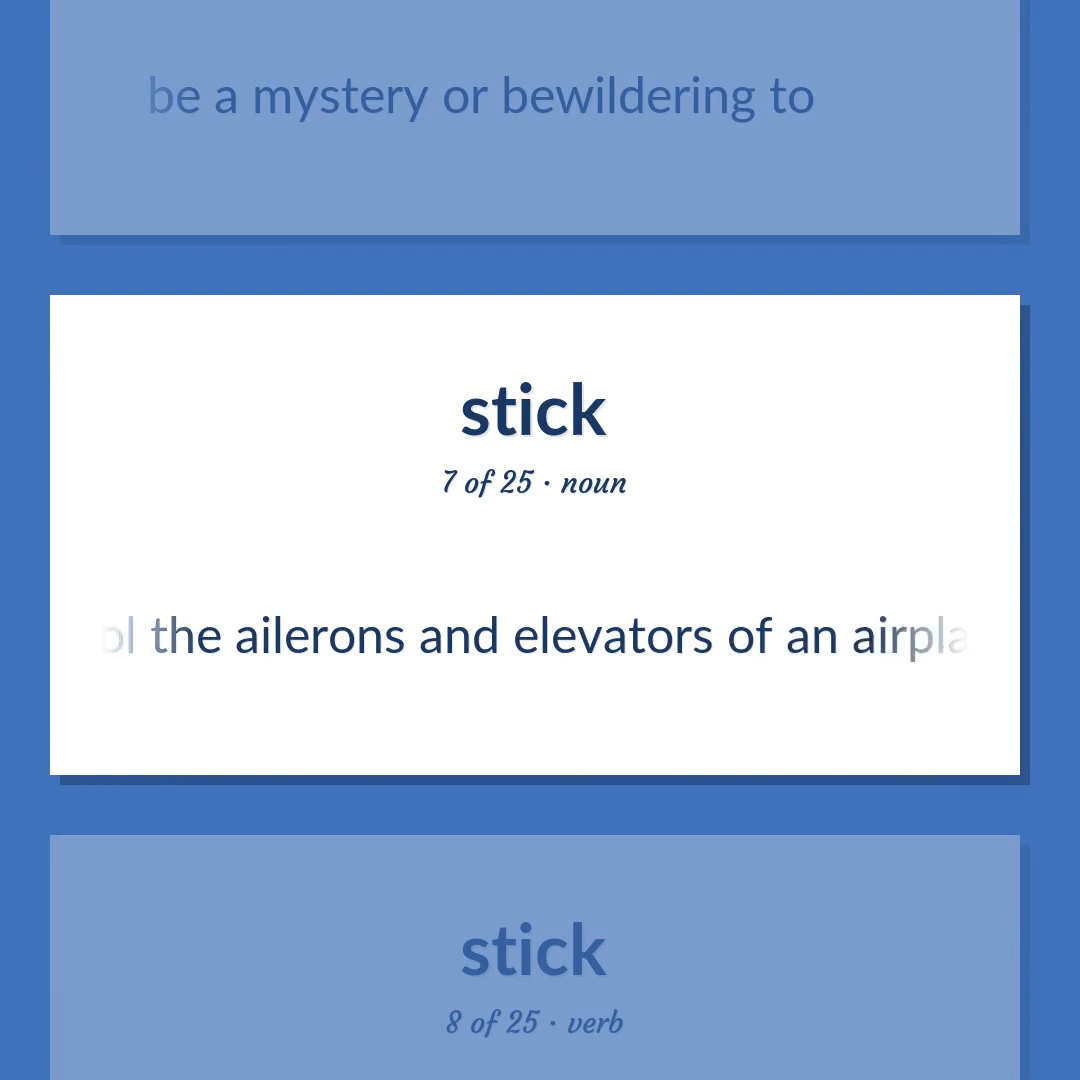 be a mystery or bewildering to
stick
7 of 25 · noun
the ailerons and elevators of an
stick
8 of 25 · verb